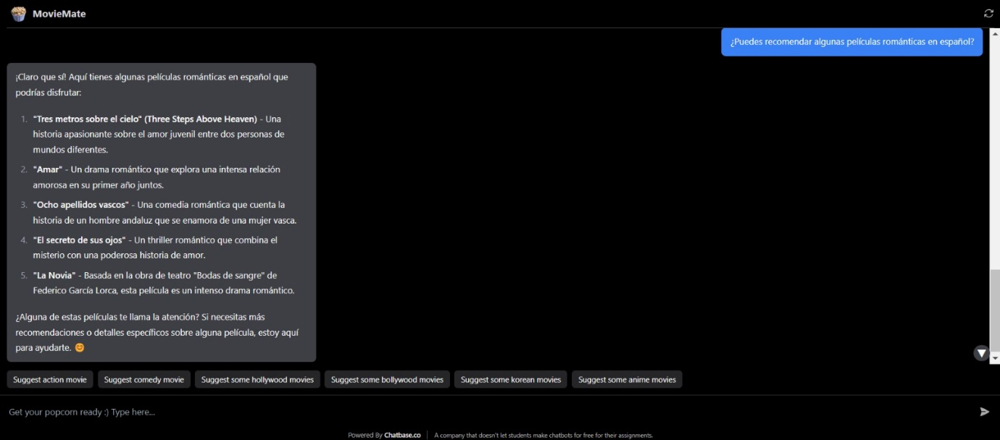 MovieMate
¿Puedes recomendar algunas películas románticas en español?
¡Claro que sí! Aquí tienes algunas películas románticas en español que
podrías disfrutar:
1. "Tres metros sobre el cielo" (Three Steps Above Heaven) - Una
historia apasionante sobre el amor juvenil entre dos personas de
mundos diferentes.
2. "Amar" - Un drama romántico que explora una intensa relación
amorosa en su primer año juntos.
3. "Ocho apellidos vascos" - Una comedia romántica que cuenta la
historia de un hombre andaluz que se enamora de una mujer vasca.
4. "El secreto de sus ojos" - Un thriller romántico que combina el
misterio con una poderosa historia de amor.
5. "La Novia" - Basada en la obra de teatro "Bodas de sangre" de
Federico García Lorca, esta película es un intenso drama romántico.
¿Alguna de estas películas te llama la atención? Si necesitas más
recomendaciones o detalles específicos sobre alguna película, estoy aquí
para ayudarte. 😊
Suggest action movie Suggest comedy movie Suggest some hollywood movies Suggest some bollywood movies Suggest some korean movies Suggest some anime movies
Get your popcorn ready :) Type here...
Powered By Chatbase.co | A company that doesn't let students make chatbots for free for their assignments.